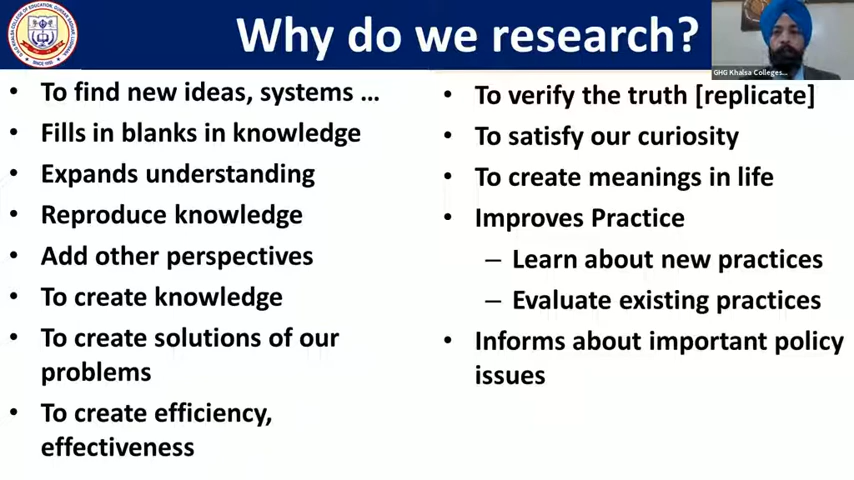 Why do we research?
GHG Khalsa Colleges...
• To find new ideas, systems ...
• Fills in blanks in knowledge
• Expands understanding
• Reproduce knowledge
• Add other perspectives
• To create knowledge
• To create solutions of our
problems
• To create efficiency,
effectiveness
• To verify the truth [replicate]
• To satisfy our curiosity
• To create meanings in life
• Improves Practice
– Learn about new practices
– Evaluate existing practices
• Informs about important policy
issues